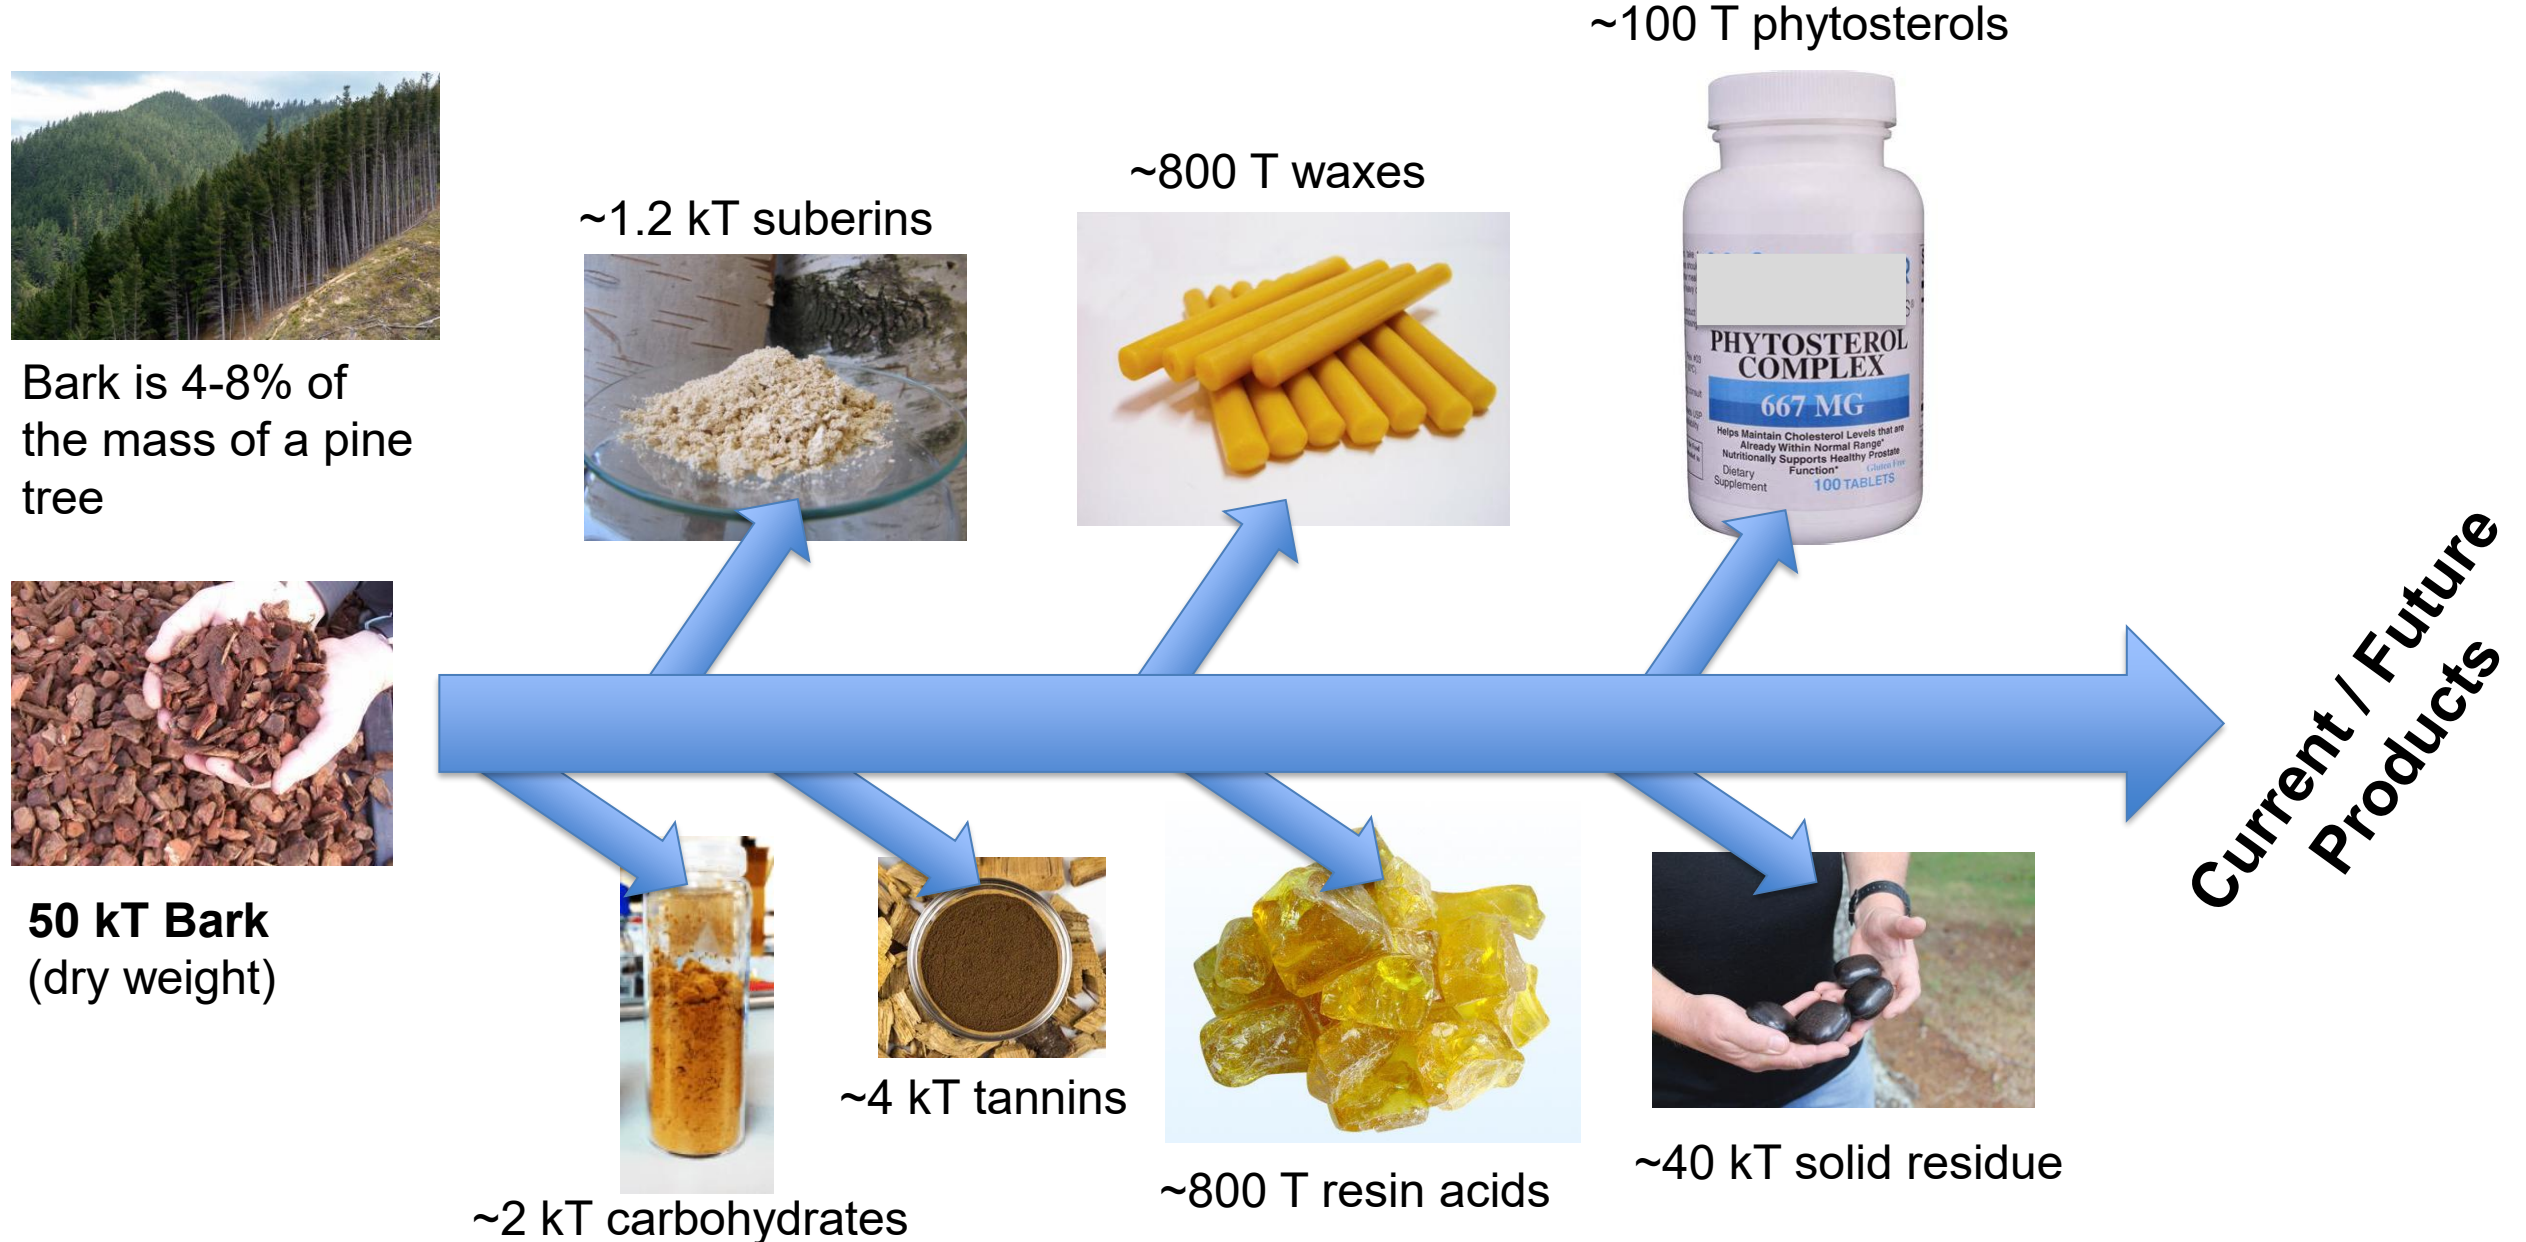 ~100 T phytosterols
~800 T waxes
~1.2 kT suberins
PHYTOSTEROL
COMPLEX
667 MG
Helps Maintain Cholesterol Levels that are
Already Within Normal Range*
Nutritionally Supports Healthy Prostate
Function*
Gluten Free
Dietary
Supplement
100 TABLETS
Bark is 4-8% of
the mass of a pine
tree
50 kT Bark
(dry weight)
Current / Future
Products
~4 kT tannins
~40 kT solid residue
~800 T resin acids
~2 kT carbohydrates